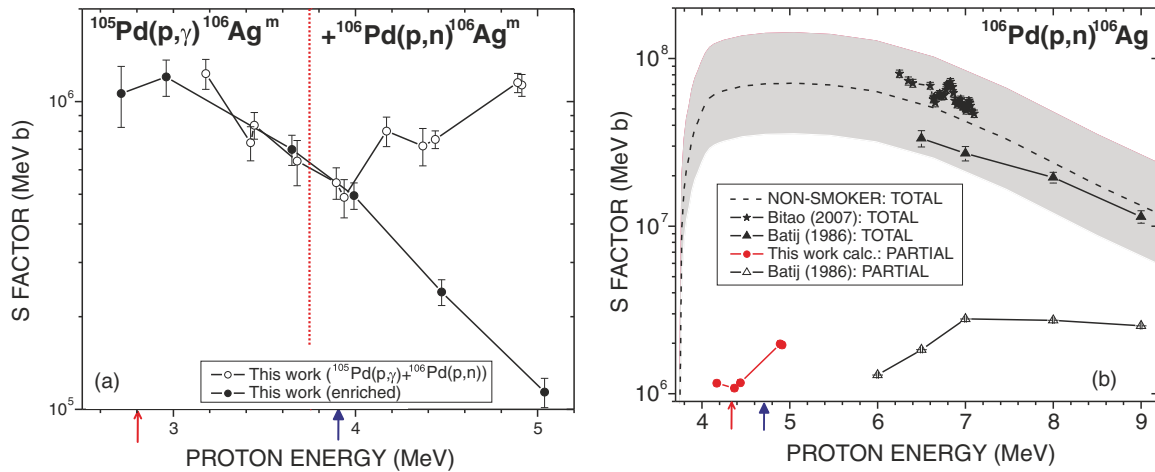 ¹⁰⁵Pd(p,γ)¹⁰⁶Agᵐ
+¹⁰⁶Pd(p,n)¹⁰⁶Agᵐ
S FACTOR (MeV b)
10⁶
10⁵
(a)
This work (¹⁰⁵Pd(p,γ)+¹⁰⁶Pd(p,n))
This work (enriched)
3 4 5
PROTON ENERGY (MeV)
¹⁰⁶Pd(p,n)¹⁰⁶Ag
S FACTOR (MeV b)
10⁸
10⁷
10⁶
NON-SMOKER: TOTAL
Bitao (2007): TOTAL
Batij (1986): TOTAL
This work calc.: PARTIAL
Batij (1986): PARTIAL
(b)
4 5 6 7 8 9
PROTON ENERGY (MeV)